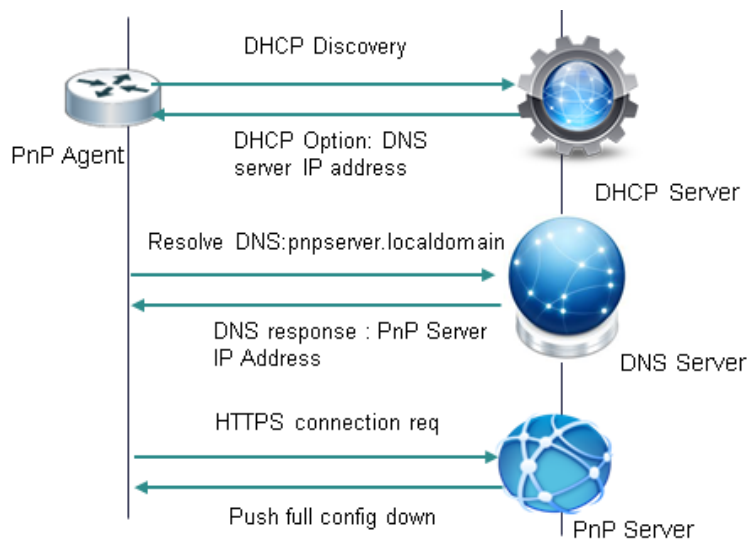 DHCP Discovery
PnP Agent
DHCP Option: DNS
server IP address
DHCP Server
Resolve DNS:pnpserver.localdomain
DNS response : PnP Server
IP Address
DNS Server
HTTPS connection req
Push full config down
PnP Server